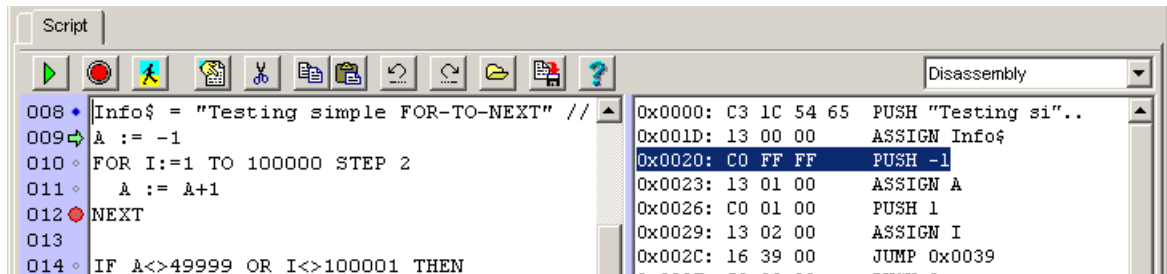 Script
Disassembly
008 Info$ = "Testing simple FOR-TO-NEXT" //
009 A := -1
010 FOR I:=1 TO 100000 STEP 2
011 A := A+1
012 NEXT
013
014 IF A<>49999 OR I<>100001 THEN
0x0000: C3 1C 54 65 PUSH "Testing si"..
0x001D: 13 00 00 ASSIGN Info$
0x0020: C0 FF FF PUSH -1
0x0023: 13 01 00 ASSIGN A
0x0026: C0 01 00 PUSH 1
0x0029: 13 02 00 ASSIGN I
0x002C: 16 39 00 JUMP 0x0039